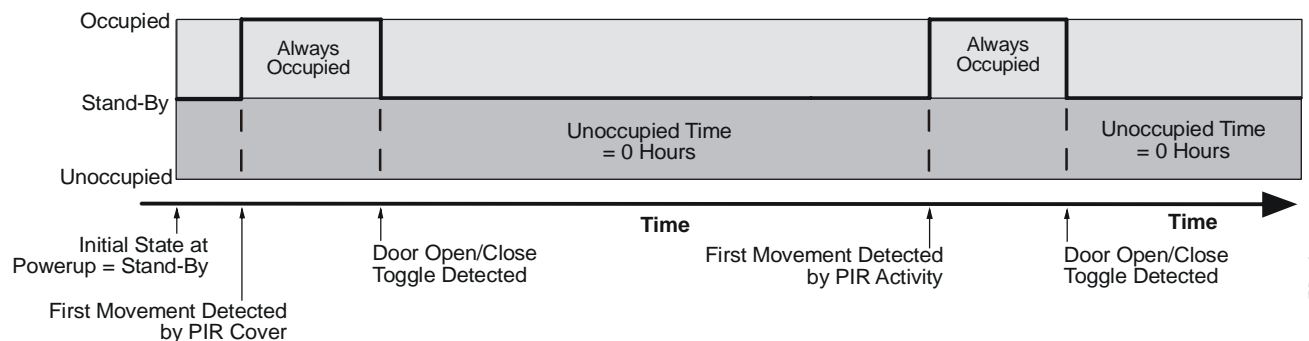 Occupied
Always
Occupied
Always
Occupied
Stand-By
Unoccupied Time
= 0 Hours
Unoccupied Time
= 0 Hours
Unoccupied
Time
Time
Initial State at
Powerup = Stand-By
Door Open/Close
Toggle Detected
First Movement Detected
by PIR Activity
Door Open/Close
Toggle Detected
First Movement Detected
by PIR Cover